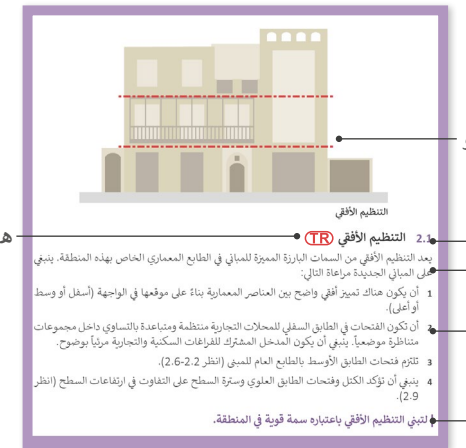 التنظيم الأفقي
2.1 التنظيم الأفقي TR
هـ
يعد التنظيم الأفقي من السمات البارزة المميزة للمباني في الطابع المعماري الخاص بهذه المنطقة. ينبغي
على المباني الجديدة مراعاة التالي:
1 أن يكون هناك تمييز أفقي واضح بين العناصر المعمارية بناءً على موقعها في الواجهة (أسفل أو وسط
أو أعلى).
2 أن تكون الفتحات في الطابق السفلي للمحلات التجارية منتظمة ومتباعدة بالتساوي داخل مجموعات
متناظرة موضعياً. ينبغي أن يكون المدخل المشترك للفراغات السكنية والتجارية مرئياً بوضوح.
3 تلتزم فتحات الطابق الأوسط بالطابع العام للمبنى (انظر 2.2-2.6).
4 ينبغي أن تؤكد الكتل وفتحات الطابق العلوي وسترة السطح على التفاوت في ارتفاعات السطح (انظر
2.9).
لتبني التنظيم الأفقي باعتباره سمة قوية في المنطقة.